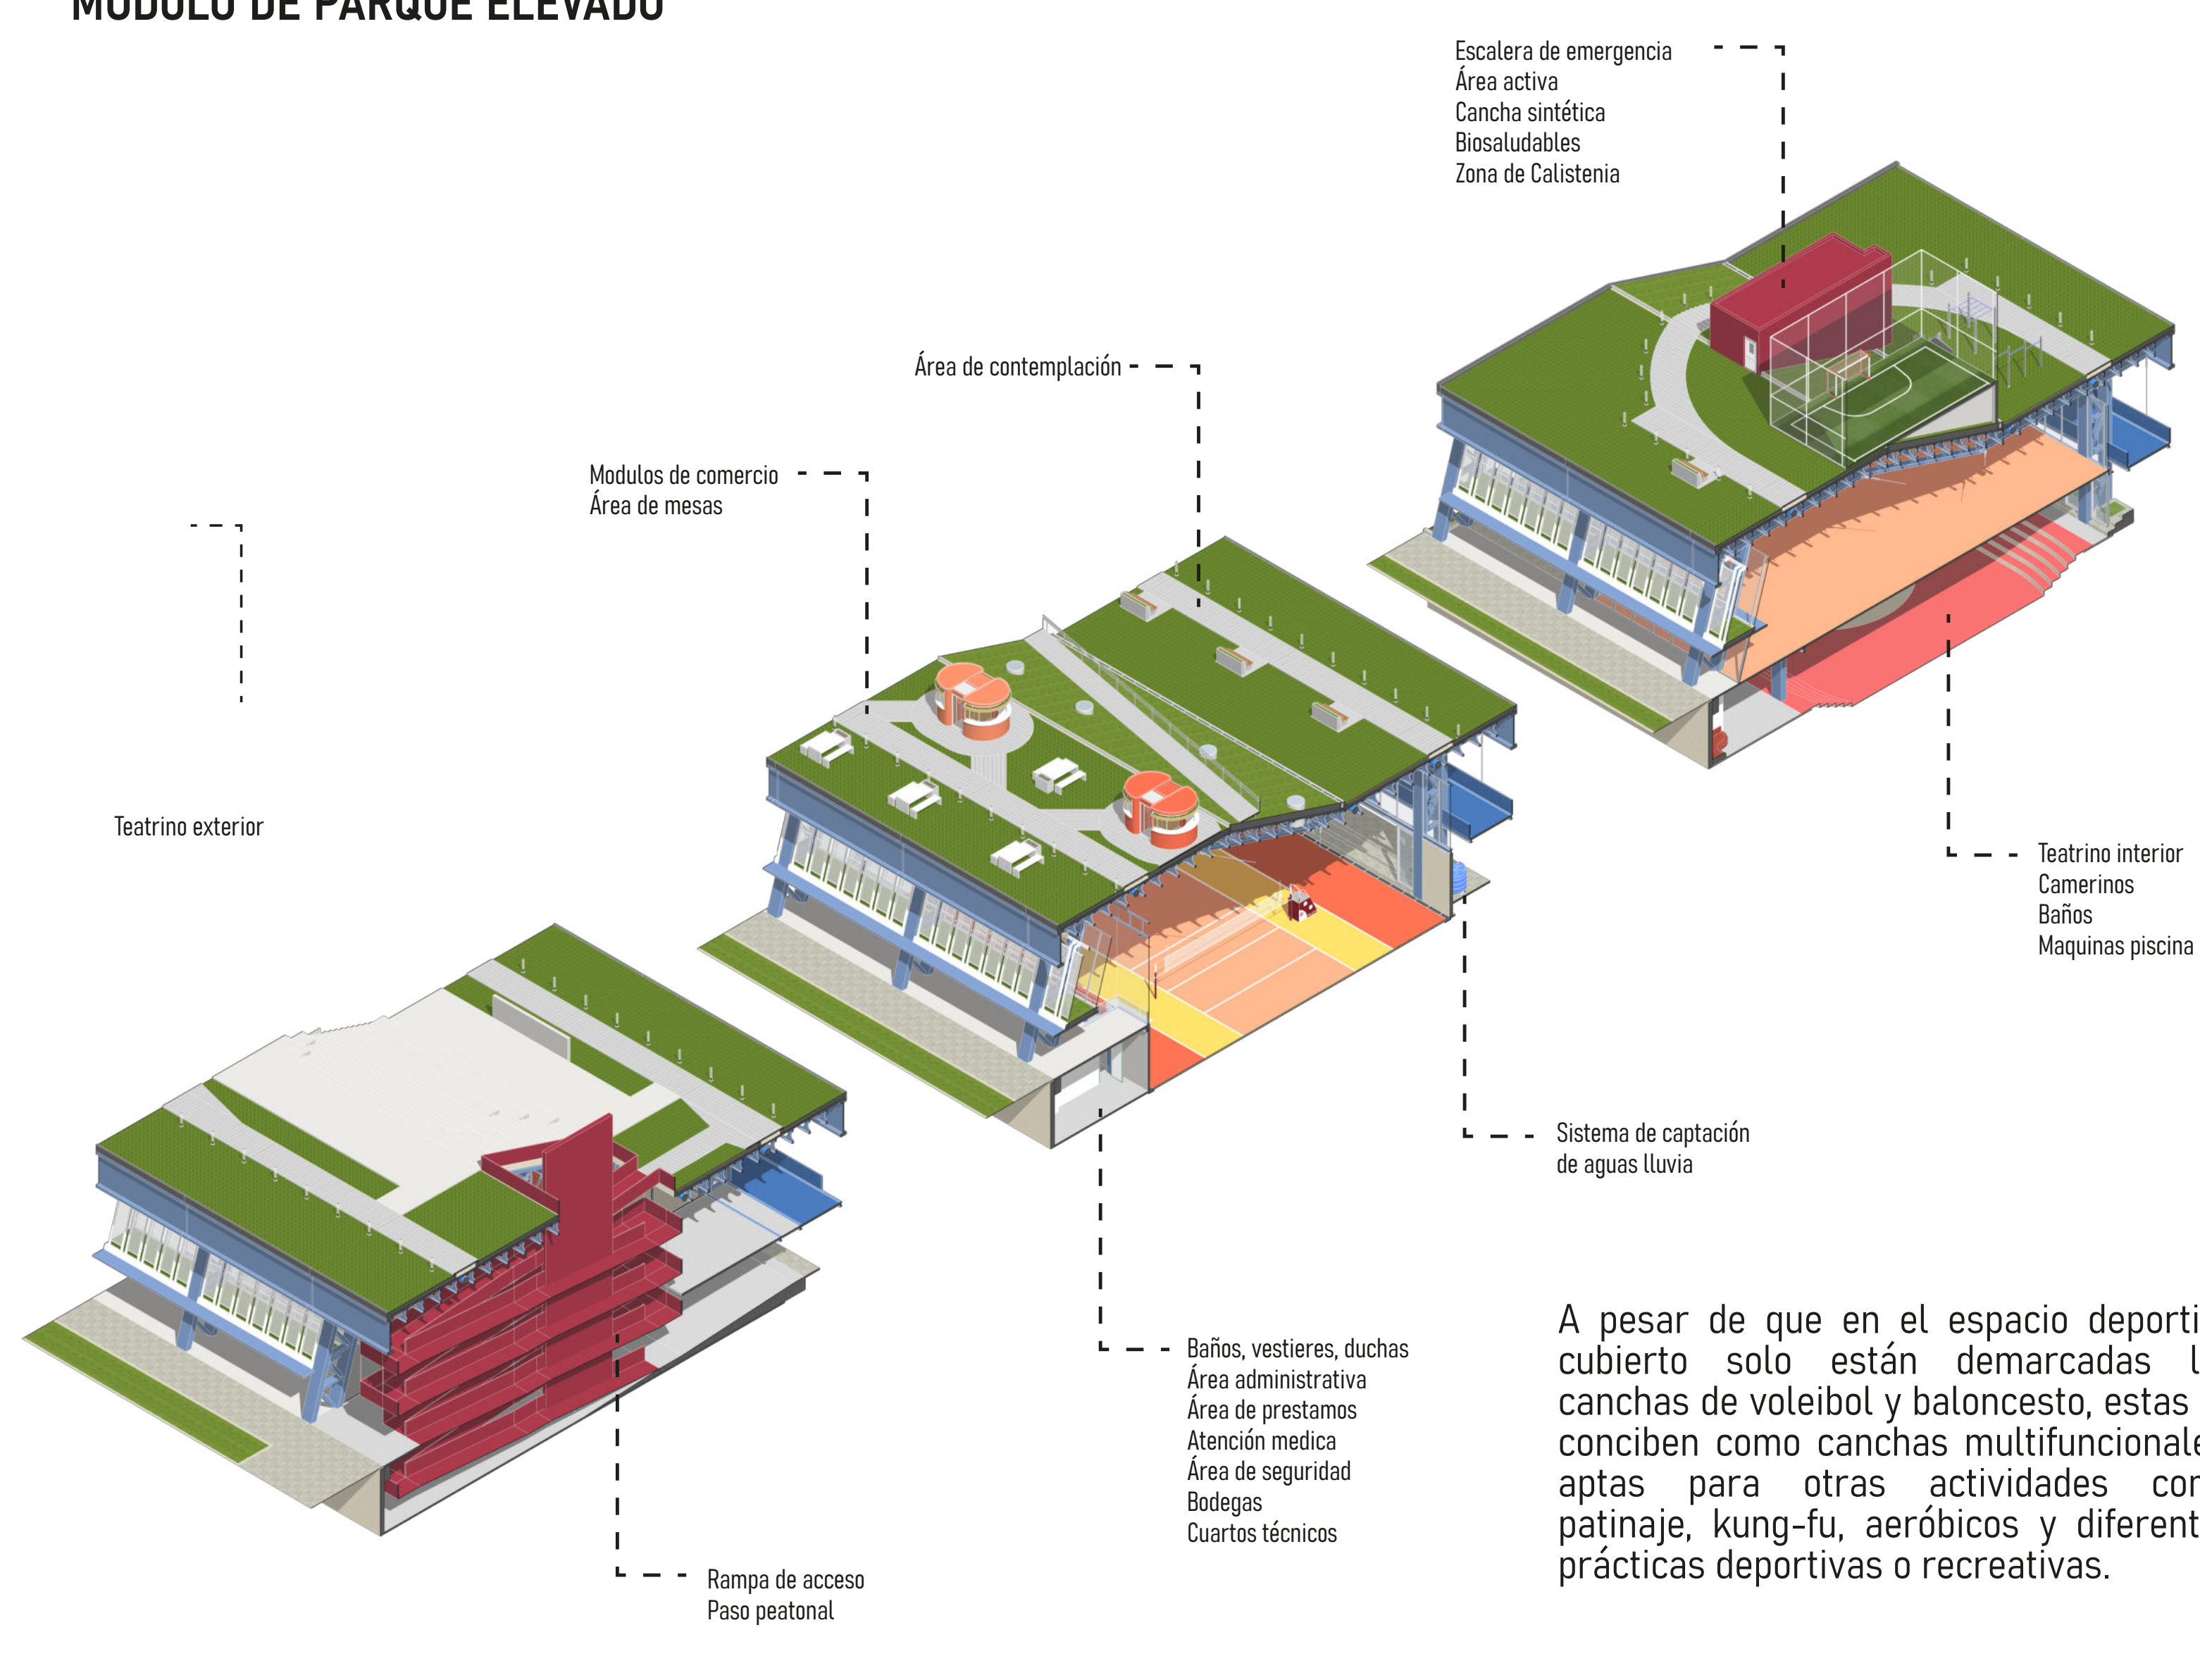 MODULO DE PARQUE ELEVADO
Escalera de emergencia
Área activa
Cancha sintética
Biosaludables
Zona de Calistenia
Área de contemplación
Modulos de comercio
Área de mesas
Teatrino exterior
Teatrino interior
Camerinos
Baños
Maquinas piscina
Sistema de captación
de aguas lluvia
Baños, vestieres, duchas
Área administrativa
Área de prestamos
Atención medica
Área de seguridad
Bodegas
Cuartos técnicos
Rampa de acceso
Paso peatonal
A pesar de que en el espacio deporti
cubierto solo están demarcadas l
canchas de voleibol y baloncesto, estas
conciben como canchas multifuncionale
aptas para otras actividades co
patinaje, kung-fu, aeróbicos y diferent
prácticas deportivas o recreativas.